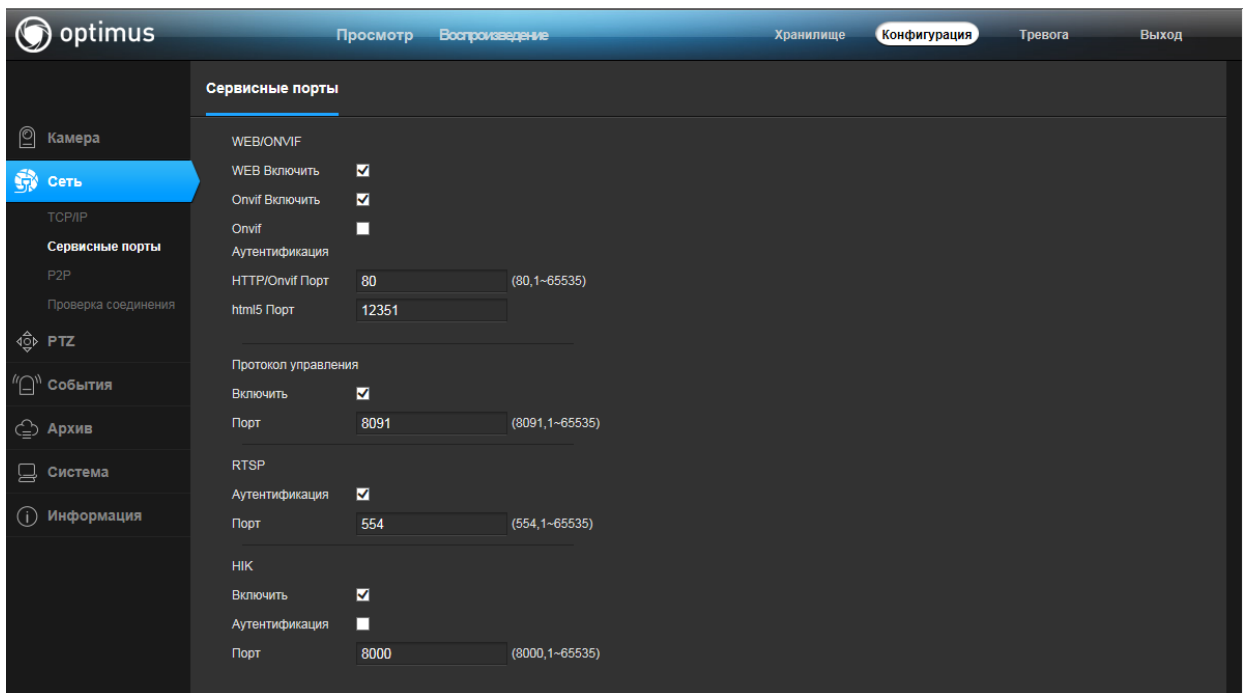 optimus
Просмотр Воспроизведение Хранилище Конфигурация Тревога Выход
Сервисные порты
Камера
Сеть
TCP/IP
Сервисные порты
P2P
Проверка соединения
PTZ
События
Архив
Система
Информация
WEB/ONVIF
WEB Включить
Onvif Включить
Onvif
Аутентификация
HTTP/Onvif Порт 80 (80,1~65535)
html5 Порт 12351
Протокол управления
Включить
Порт 8091 (8091,1~65535)
RTSP
Аутентификация
Порт 554 (554,1~65535)
HIK
Включить
Аутентификация
Порт 8000 (8000,1~65535)